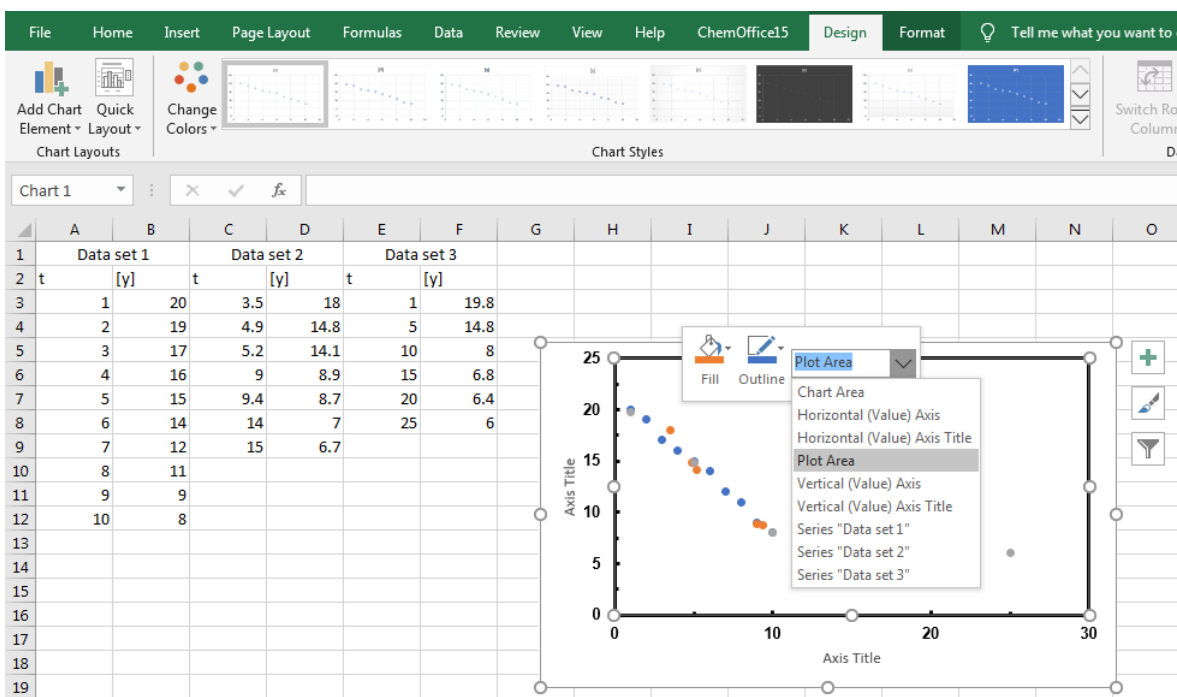 File Home Insert Page Layout Formulas Data Review View Help ChemOffice15 Design Format Tell me what you want to
Add Chart Element Quick Layout Change Colors Switch Ro
Colum
Chart Layouts Chart Styles D
Chart 1 fx
A B C D E F G H I J K L M N O
1 Data set 1 Data set 2 Data set 3
2 t [y] t [y] t [y]
3 1 20 3.5 18 1 19.8
4 2 19 4.9 14.8 5 14.8
5 3 17 5.2 14.1 10 8
6 4 16 9 8.9 15 6.8
7 5 15 9.4 8.7 20 6.4
8 6 14 14 7 25 6
9 7 12 15 6.7
10 8 11
11 9 9
12 10 8
13
14
15
16
17
18
19
Fill Outline Plot Area
Chart Area
Horizontal (Value) Axis
Horizontal (Value) Axis Title
Plot Area
Vertical (Value) Axis
Vertical (Value) Axis Title
Series "Data set 1"
Series "Data set 2"
Series "Data set 3"
25
20
15
10
5
0
Axis Title
0 10 20 30
Axis Title